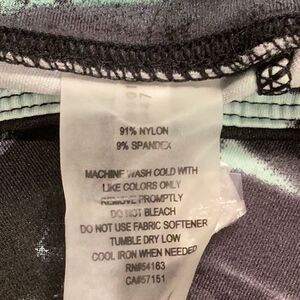 91% NYLON
9% SPANDEX
MACHINE WASH COLD WITH
LIKE COLORS ONLY
REMOVE PROMPTLY
DO NOT BLEACH
DO NOT USE FABRIC SOFTENER
TUMBLE DRY LOW
COOL IRON WHEN NEEDED
RN#54163
CA#57151